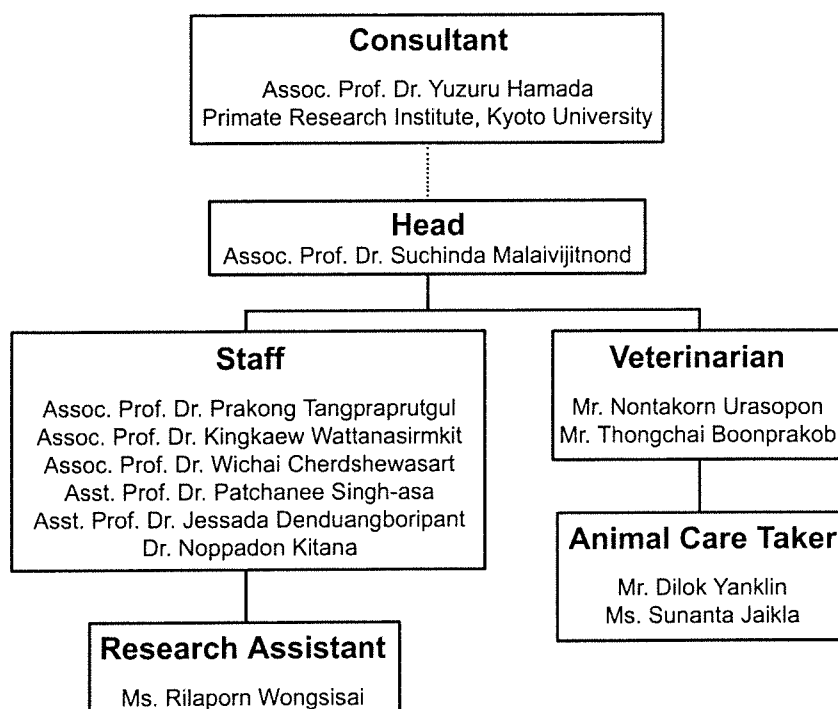 Consultant
Assoc. Prof. Dr. Yuzuru Hamada
Primate Research Institute, Kyoto University
Head
Assoc. Prof. Dr. Suchinda Malaivijitnond
Staff
Assoc. Prof. Dr. Prakong Tangpraprutgul
Assoc. Prof. Dr. Kingkaew Wattanasirmkit
Assoc. Prof. Dr. Wichai Cherdshewasart
Asst. Prof. Dr. Patchanee Singh-asa
Asst. Prof. Dr. Jessada Denduangboripant
Dr. Noppadon Kitana
Research Assistant
Ms. Rilaporn Wongsisai
Veterinarian
Mr. Nontakorn Urasopon
Mr. Thongchai Boonprakob
Animal Care Taker
Mr. Dilok Yanklin
Ms. Sunanta Jaikla